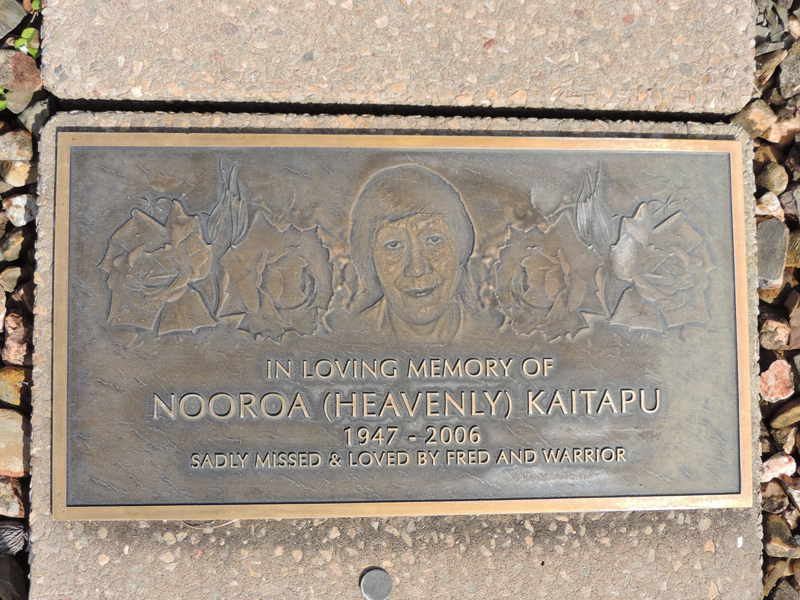 IN LOVING MEMORY OF
NOOROA (HEAVENLY) KAITAPU
1947 - 2006
SADLY MISSED & LOVED BY FRED AND WARRIOR